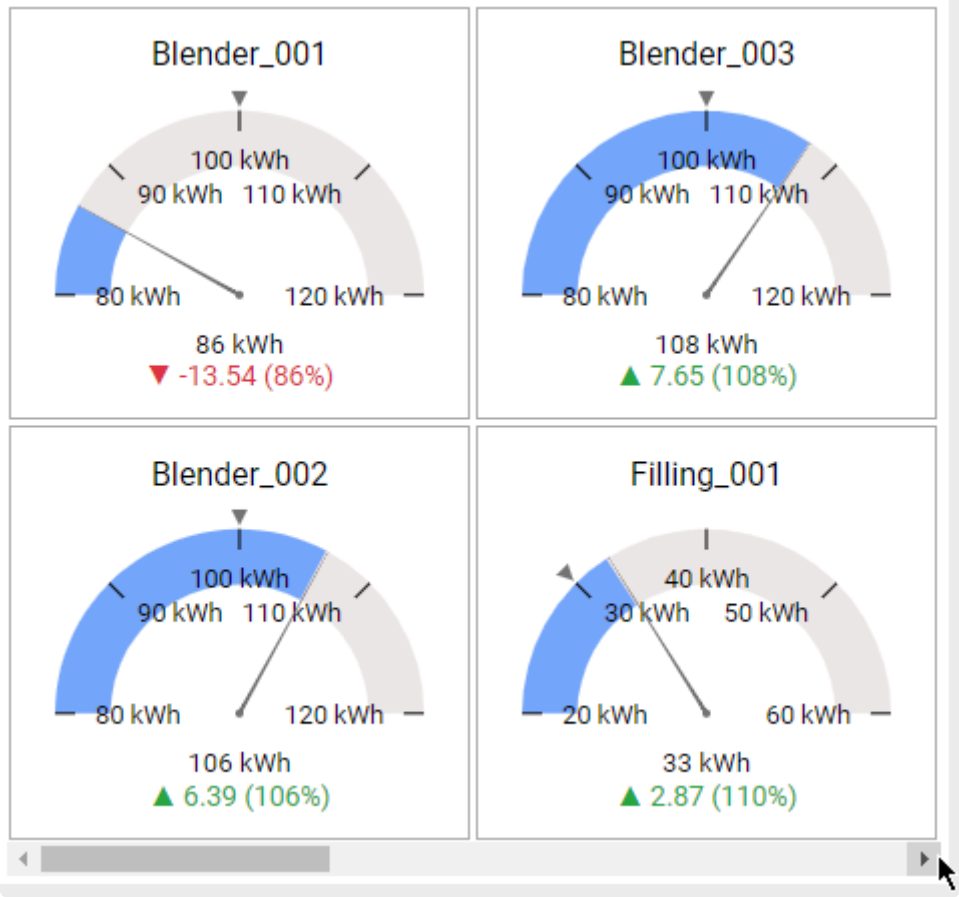 Blender_001
100 kWh
90 kWh 110 kWh
80 kWh 120 kWh
86 kWh
▼ -13.54 (86%)
Blender_003
100 kWh
90 kWh 110 kWh
80 kWh 120 kWh
108 kWh
▲ 7.65 (108%)
Blender_002
100 kWh
90 kWh 110 kWh
80 kWh 120 kWh
106 kWh
▲ 6.39 (106%)
Filling_001
40 kWh
30 kWh 50 kWh
20 kWh 60 kWh
33 kWh
▲ 2.87 (110%)